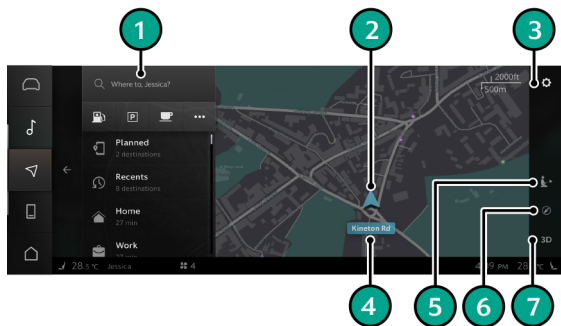 1
2
3
Where to, Jessica?
2000ft
500m
P
Planned
2 destinations
Recents
8 destinations
Home
27 min
Work
Kineton Rd
3D
28.5 °C Jessica
4
PM
4
5
6
7